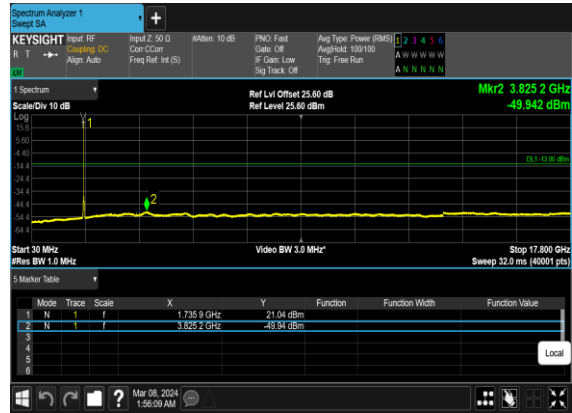 Spectrum Analyzer 1
Swept SA
KEYSIGHT Input: RF Input Z: 50 Ω #Atten: 10 dB PNO: Fast Avg Type: Power (RMS) 1 2 3 4 5 6
R T Coupling: DC Corr CCorr Gate: Off Avg|Hold: 100/100 A W W W W W
Align: Auto Freq Ref: Int (S) IF Gain: Low Trig: Free Run
Sig Track: Off A N N N N N
1 Spectrum Ref Lvl Offset 25.60 dB Mkr2 3.825 2 GHz
Scale/Div 10 dB Ref Level 25.60 dBm -49.942 dBm
Log
15.6 1
5.60
-4.40
DL1 -13.00 dBm
-14.4
-24.4
-34.4
-44.4 2
-54.4
-64.4
Start 30 MHz Video BW 3.0 MHz* Stop 17.800 GHz
#Res BW 1.0 MHz Sweep 32.0 ms (40001 pts)
5 Marker Table
Mode Trace Scale X Y Function Function Width Function Value
1 N 1 f 1.735 9 GHz 21.04 dBm
2 N 1 f 3.825 2 GHz -49.94 dBm
3
4
5
6
Local
? Mar 08, 2024
1:56:09 AM